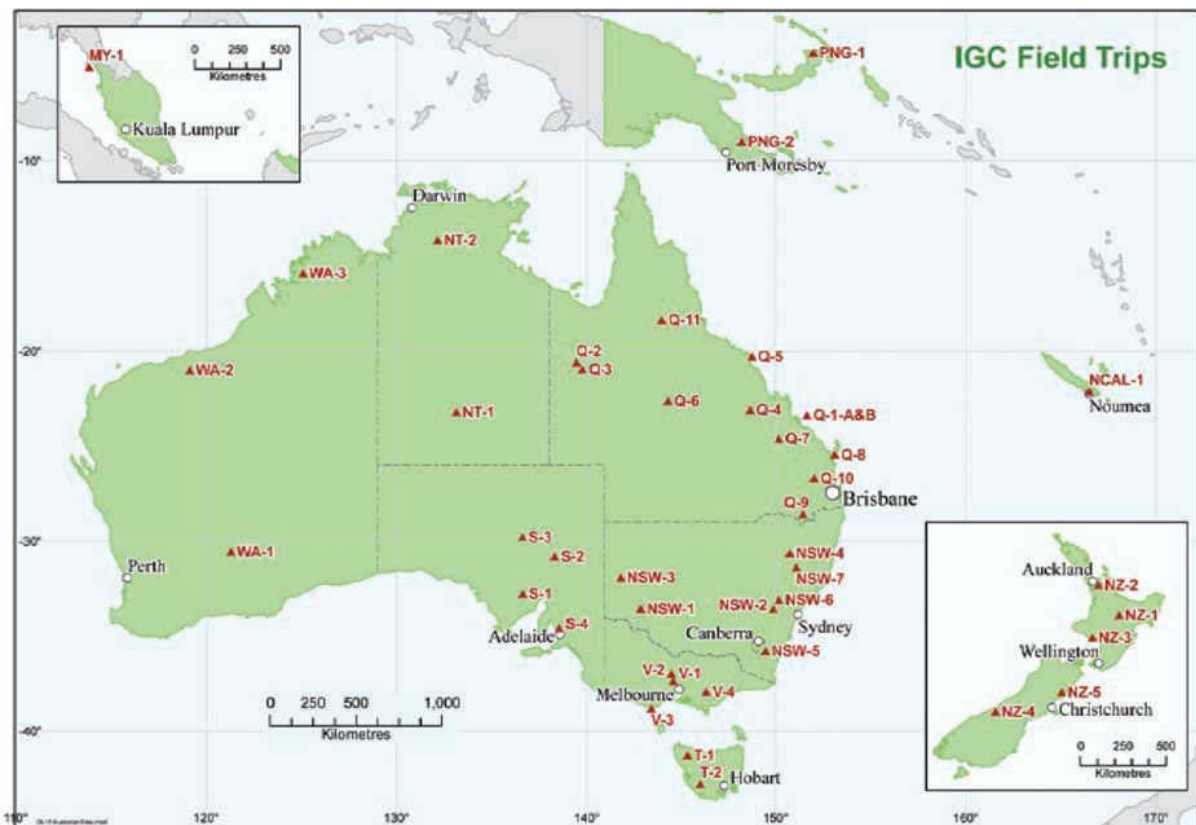 IGC Field Trips
MY-1
0 250 500
Kilometres
Kuala Lumpur
PNG-1
PNG-2
Port Moresby
-10°
Darwin
NT-2
WA-3
Q-11
-20°
Q-2
Q-3
Q-5
WA-2
NCAL-1
Nōumea
Q-6
Q-4
Q-1-A&B
NT-1
Q-7
Q-8
Q-10
Brisbane
Q-9
-30°
S-3
S-2
WA-1
NSW-4
NSW-7
Perth
NSW-3
S-1
NSW-1
NSW-2
NSW-6
Sydney
S-4
Adelaide
Canberra
NSW-5
V-2
V-1
Melbourne
V-4
V-3
0 250 500 750 1,000
Kilometres
-40°
T-1
T-2
Hobart
Auckland
NZ-2
NZ-1
NZ-3
Wellington
NZ-5
NZ-4
Christchurch
0 250 500
Kilometres
110° 120° 130° 140° 150° 160° 170°